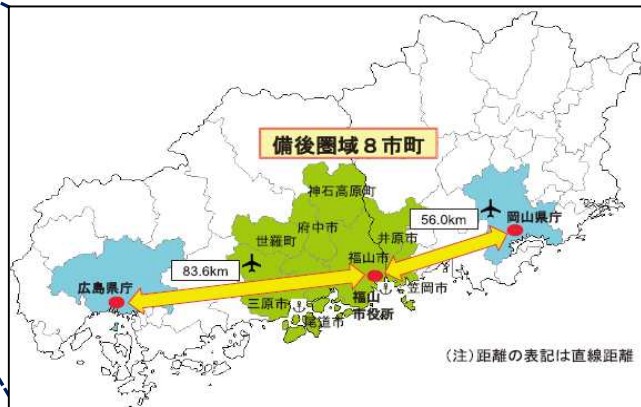 備後圏域8市町
神石高原町
府中市
世羅町
井原市
福山市
三原市
尾道市
笠岡市
福山
市役所
広島県庁
岡山県庁
83.6km
56.0km
(注)距離の表記は直線距離